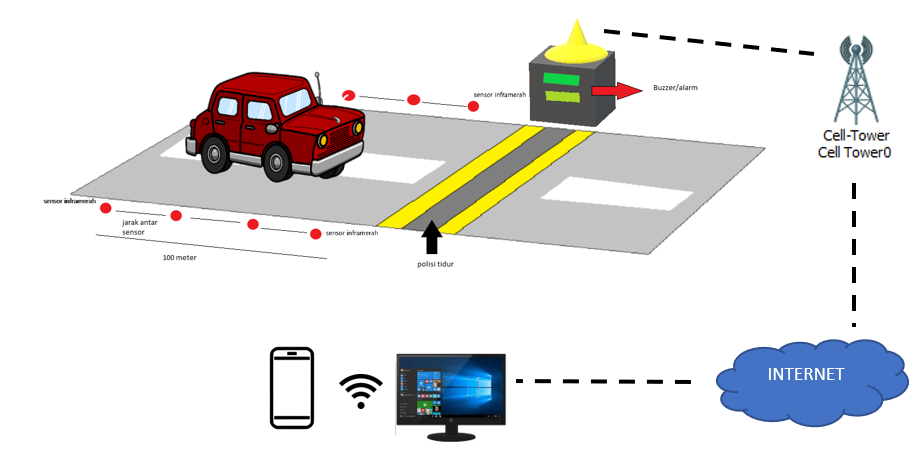 sensor inframerah
Buzzer/alarm
Cell-Tower
Cell Tower0
sensor inframerah
jarak antar
sensor
sensor inframerah
100 meter
polisi tidur
INTERNET